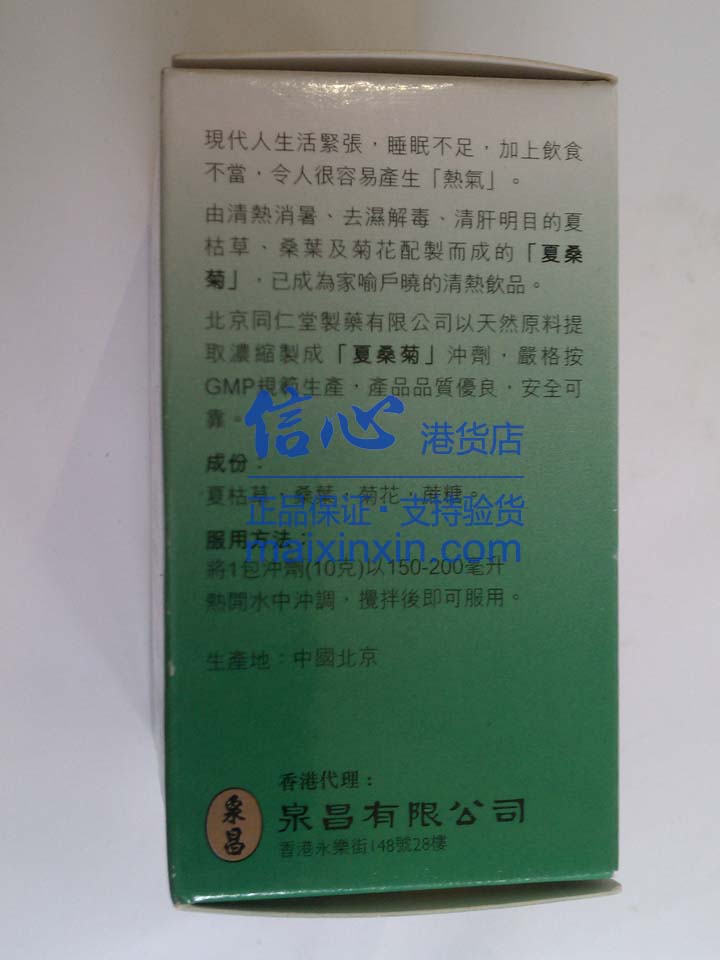 現代人生活緊張，睡眠不足，加上飲食
不當，令人很容易產生「熱氣」。
由清熱消暑、去濕解毒、清肝明目的夏
枯草、桑葉及菊花配製而成的「夏桑
菊」，已成為家喻戶曉的清熱飲品。
北京同仁堂製藥有限公司以天然原料提
取濃縮製成「夏桑菊」沖劑，嚴格按
GMP規範生產，產品品質優良，安全可
靠。
信心 港货店
成份：
夏枯草，桑葉，菊花，蔗糖。
正品保证·支持验货
服用方法：
maixinxin.com
將1包沖劑(10克)以150-200毫升
熱開水中沖調，攪拌後即可服用。
生產地：中國北京
香港代理：
泉昌
泉昌有限公司
香港永樂街148號28樓